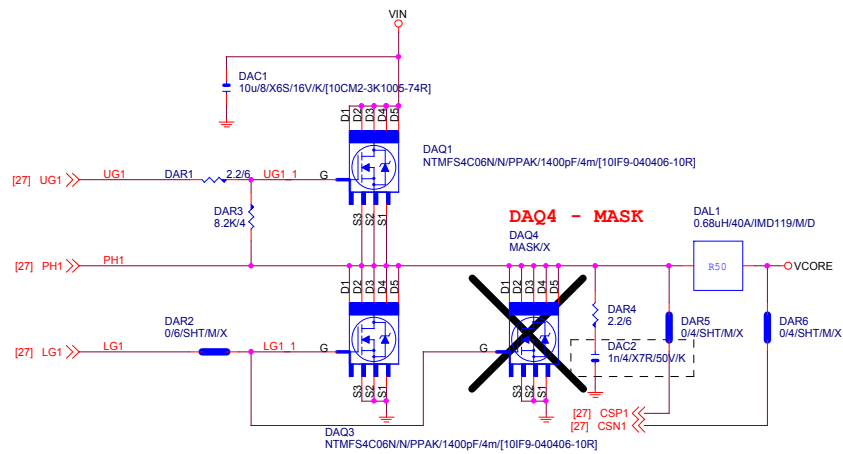 VIN
DAC1
10u/8/X6S/16V/K/[10CM2-3K1005-74R]
D1
D2
D3
D4
D5
DAQ1
NTMFS4C06N/N/PPAK/1400pF/4m/[10IF9-040406-10R]
[27] UG1
UG1
DAR1
2.2/6
UG1_1
G
DAR3
8.2K/4
S3
S2
S1
DAQ4 - MASK
DAQ4
MASK/X
DAL1
0.68uH/40A/IMD119/M/D
[27] PH1
PH1
R50
VCORE
D1
D2
D3
D4
D5
D1
D2
D3
D4
D5
DAR2
0/6/SHT/M/X
DAR4
2.2/6
DAR5
0/4/SHT/M/X
DAR6
0/4/SHT/M/X
[27] LG1
LG1
LG1_1
G
G
DAC2
1n/4/X7R/50V/K
S3
S2
S1
S3
S2
S1
[27] CSP1
[27] CSN1
DAQ3
NTMFS4C06N/N/PPAK/1400pF/4m/[10IF9-040406-10R]